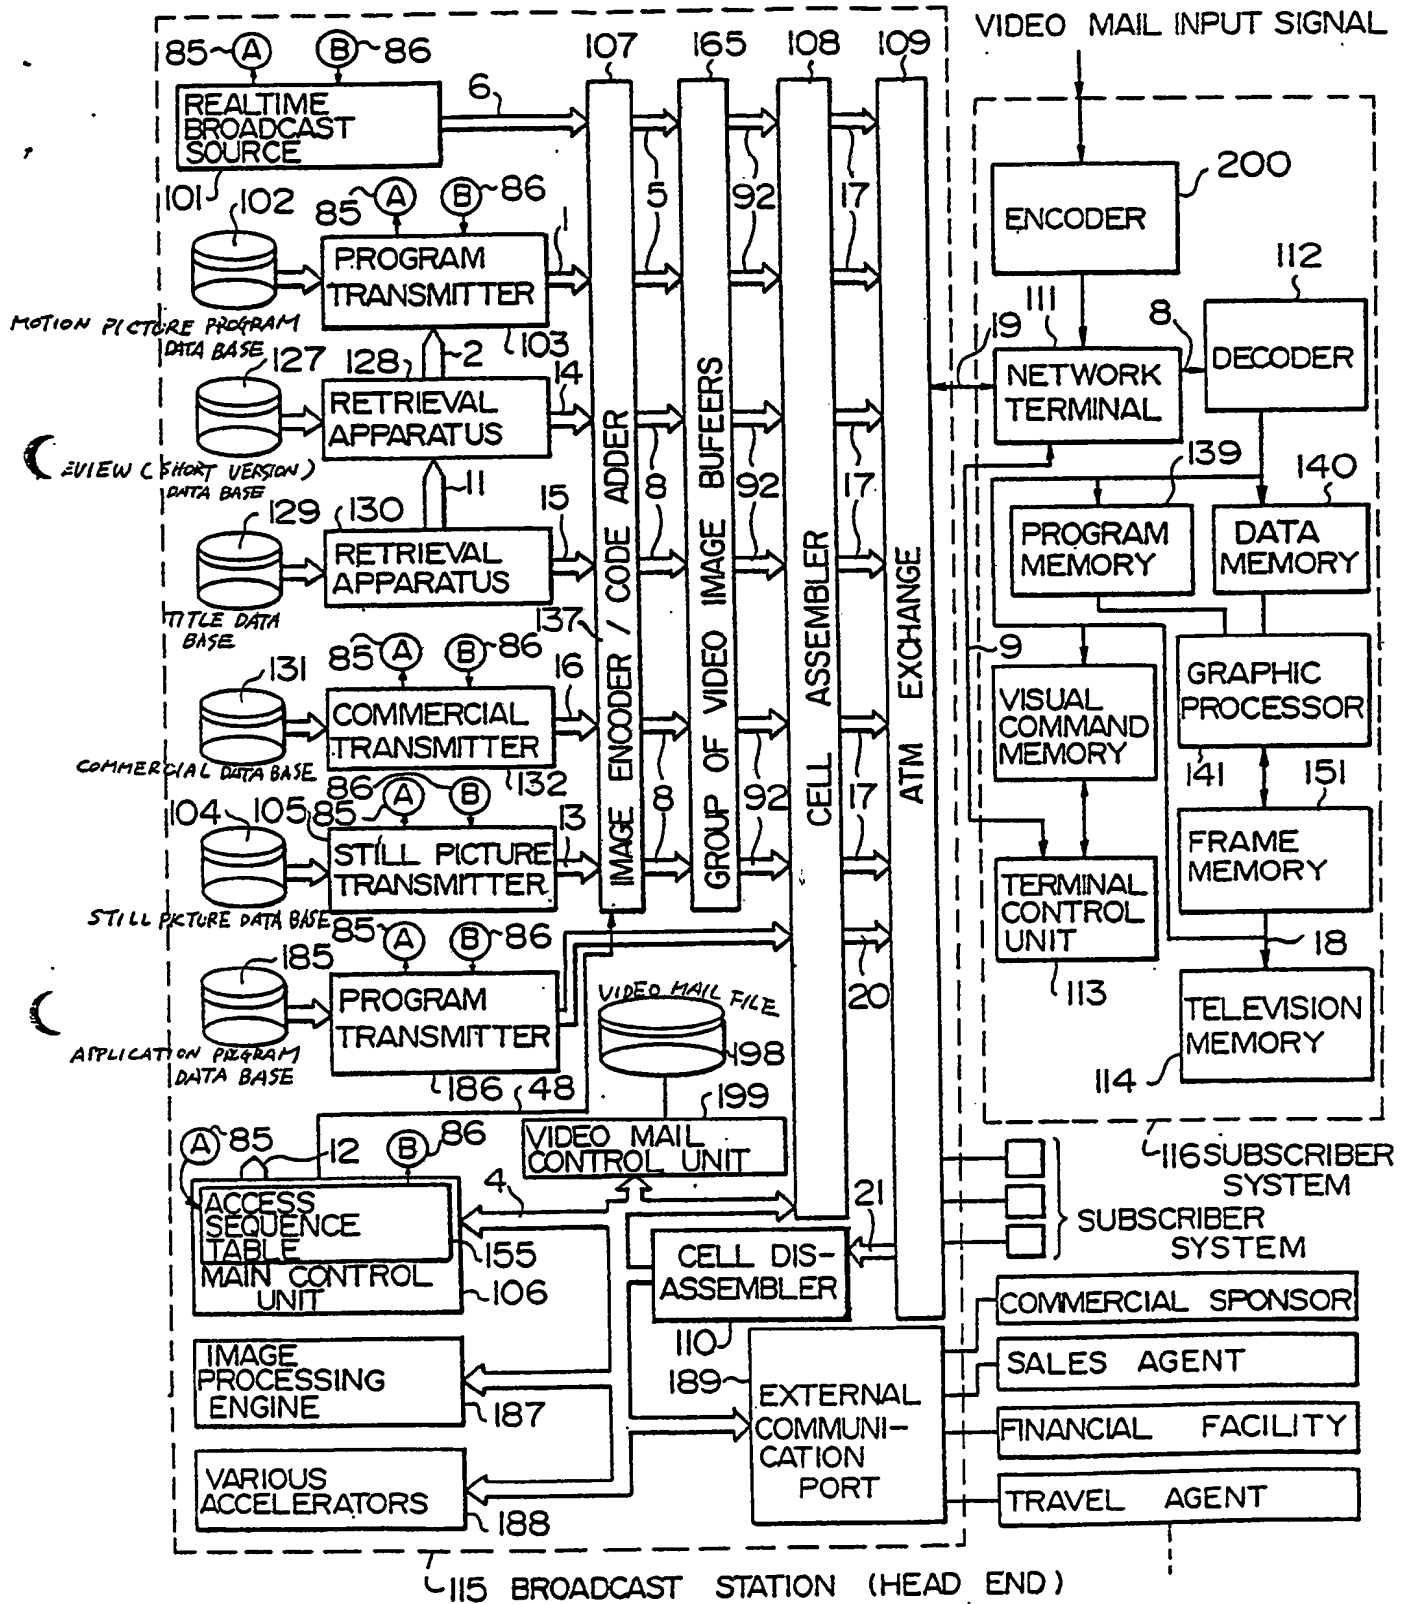 VIDEO MAIL INPUT SIGNAL
85 A B 86 107 165 108 109
REALTIME
BROADCAST
SOURCE
6
101
5 92 17
200
ENCODER
102
85 A B 86
1
PROGRAM
TRANSMITTER
MOTION PICTURE PROGRAM
DATA BASE
2 103
111
19
8
112
DECODER
NETWORK
TERMINAL
127
128
14
RETRIEVAL
APPARATUS
EVIEW (SHORT VERSION)
DATA BASE
11
8 92 17
139
140
PROGRAM
MEMORY
DATA
MEMORY
129
130
15
RETRIEVAL
APPARATUS
TITLE DATA
BASE
137
IMAGE ENCODER / CODE ADDER
GROUP OF VIDEO IMAGE BUFEERS
CELL ASSEMBLER
ATM EXCHANGE
9
85 A B 86
131
16
COMMERCIAL
TRANSMITTER
COMMERCIAL DATA BASE
132
8 92 17
VISUAL
COMMAND
MEMORY
GRAPHIC
PROCESSOR
141
151
86
104
105
85 A B
13
STILL PICTURE
TRANSMITTER
STILL PICTURE DATA BASE
8 92 17
FRAME
MEMORY
TERMINAL
CONTROL
UNIT
113
18
85 A B 86
185
PROGRAM
TRANSMITTER
APPLICATION PROGRAM
DATA BASE
186
48
20
VIDEO MAIL FILE
198
199
VIDEO MAIL
CONTROL UNIT
TELEVISION
MEMORY
114
116 SUBSCRIBER
SYSTEM
SUBSCRIBER
SYSTEM
A 85
12
B 86
4
21
ACCESS
SEQUENCE
TABLE
155
MAIN CONTROL
UNIT
106
CELL DIS-
ASSEMBLER
110
IMAGE
PROCESSING
ENGINE
187
189
EXTERNAL
COMMUNI-
CATION
PORT
VARIOUS
ACCELERATORS
188
COMMERCIAL SPONSOR
SALES AGENT
FINANCIAL FACILITY
TRAVEL AGENT
115 BROADCAST STATION (HEAD END)